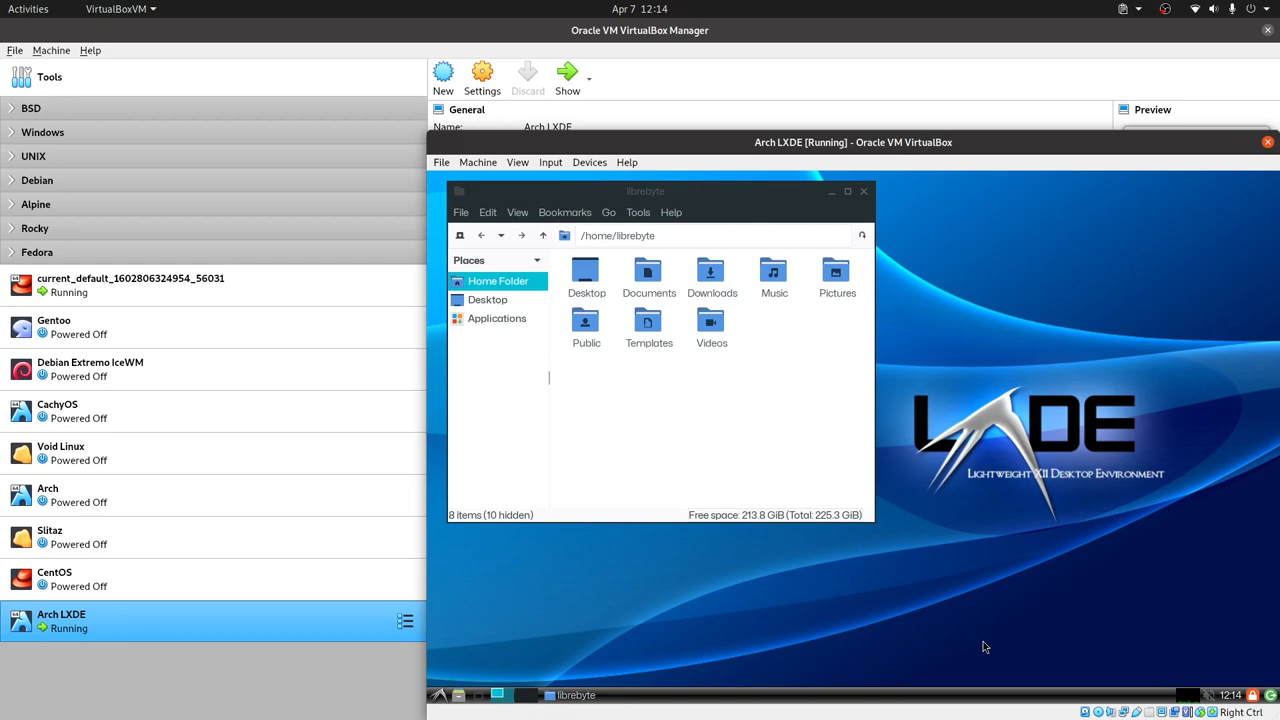 Activities VirtualBoxVM Apr 7 12:14
Oracle VM VirtualBox Manager
File Machine Help
Tools
New Settings Discard Show
BSD
Windows
UNIX
Debian
Alpine
Rocky
Fedora
current_default_1602806324954_56031
Running
Gentoo
Powered Off
Debian Extremo IceWM
Powered Off
CachyOS
Powered Off
Void Linux
Powered Off
Arch
Powered Off
Slitaz
Powered Off
CentOS
Powered Off
Arch LXDE
Running
General
Preview
Name: Arch LXDE
Arch LXDE [Running] - Oracle VM VirtualBox
File Machine View Input Devices Help
librebyte
File Edit View Bookmarks Go Tools Help
/home/librebyte
Places
Home Folder
Desktop
Applications
Desktop Documents Downloads Music Pictures
Public Templates Videos
8 items (10 hidden) Free space: 213.8 GiB (Total: 225.3 GiB)
LXDE
LIGHTWEIGHT X11 DESKTOP ENVIRONMENT
librebyte 12:14
Right Ctrl